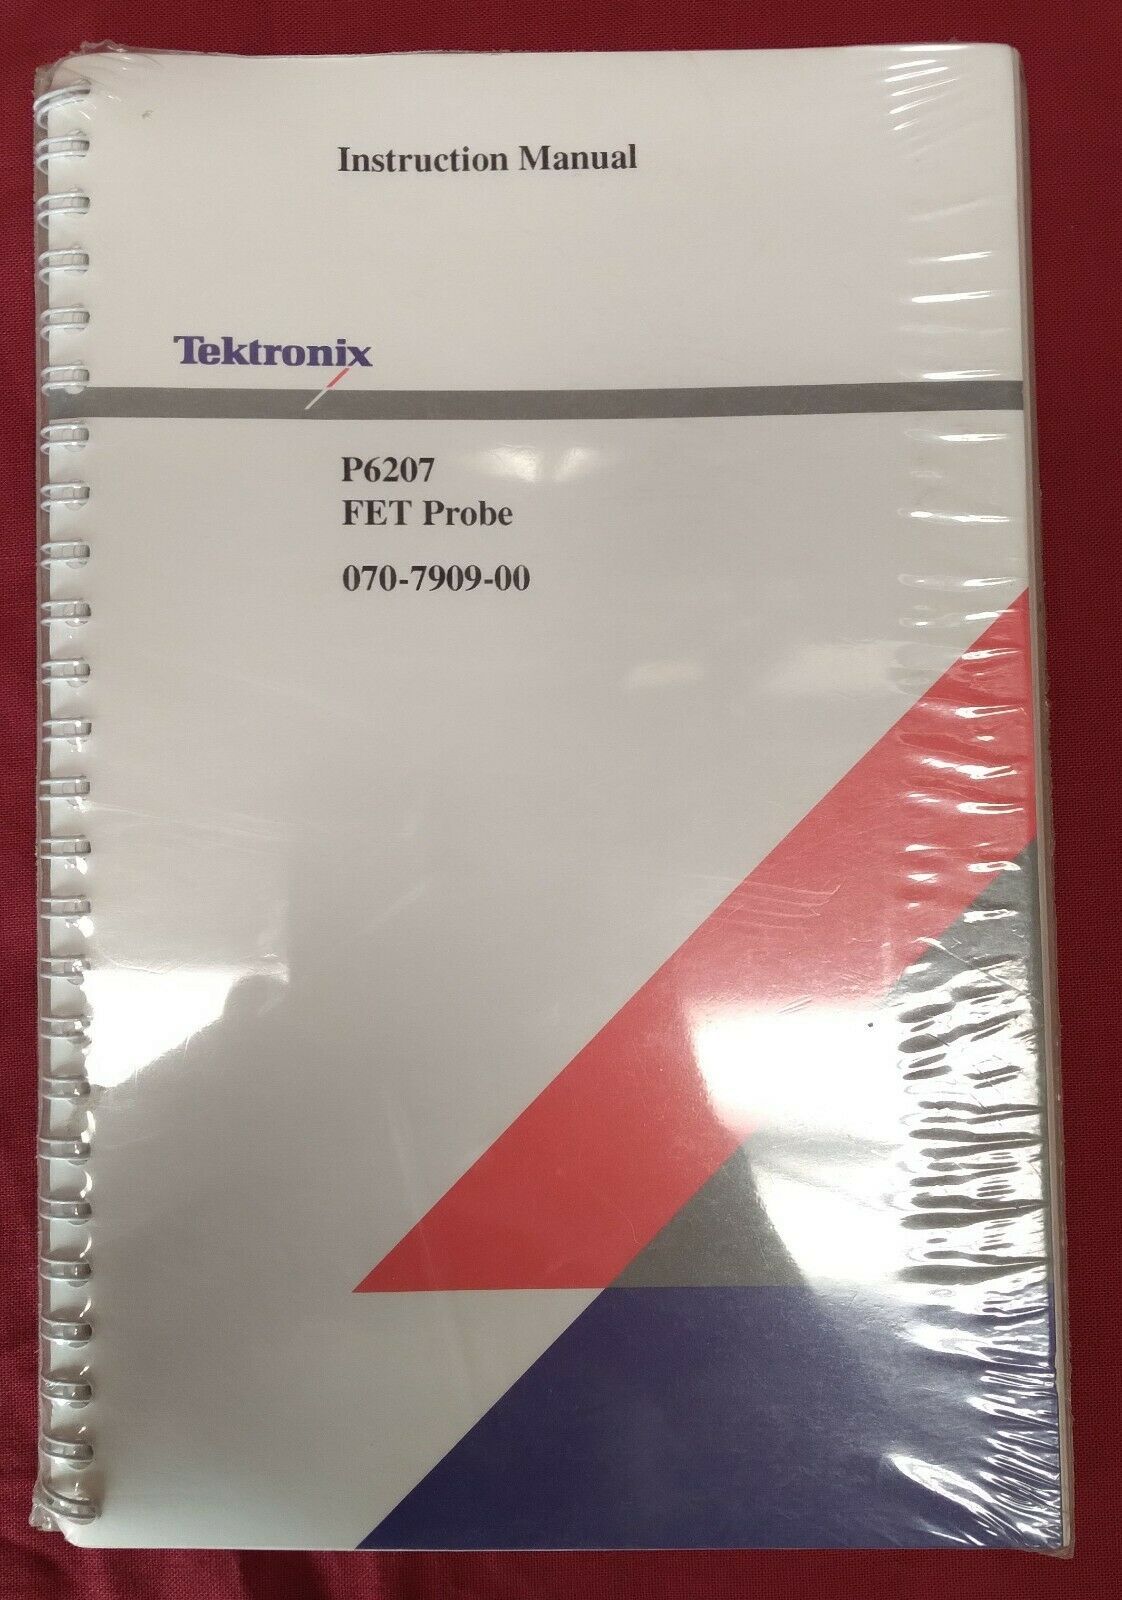 Instruction Manual
Tektronix
P6207
FET Probe
070-7909-00